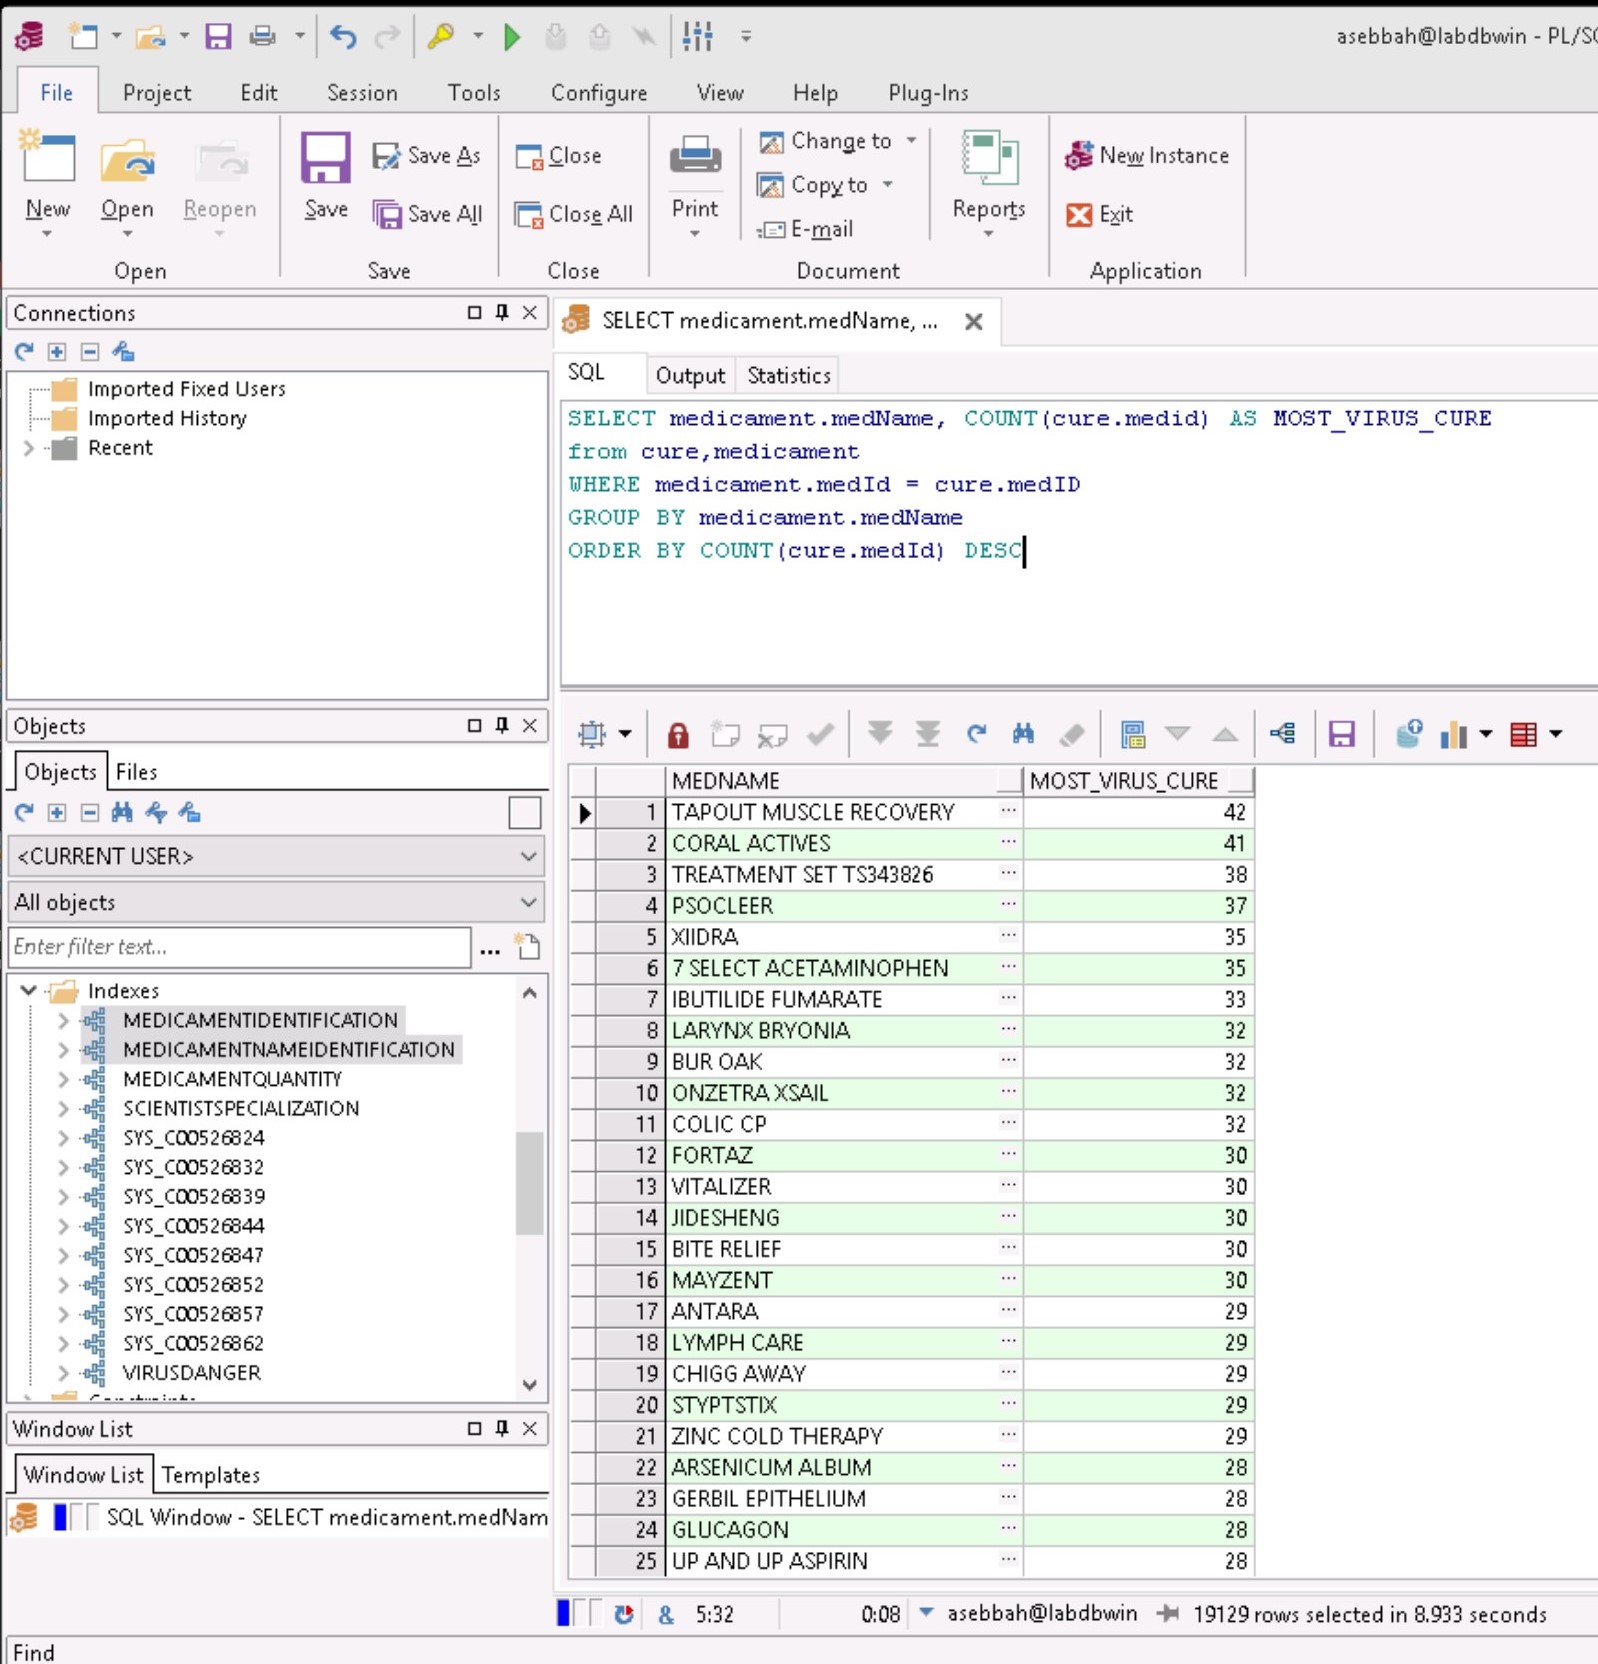 asebbah@labdbwin - PL/S
File Project Edit Session Tools Configure View Help Plug-Ins
New Open Reopen
Open
Save Save As
Save All
Save
Close
Close All
Close
Print Change to
Copy to
E-mail
Reports
Document
New Instance
Exit
Application
Connections
Imported Fixed Users
Imported History
Recent
Objects
Objects Files
<CURRENT USER>
All objects
Enter filter text...
...
Indexes
MEDICAMENTIDENTIFICATION
MEDICAMENTNAMEIDENTIFICATION
MEDICAMENTQUANTITY
SCIENTISTSPECIALIZATION
SYS_C00526824
SYS_C00526832
SYS_C00526839
SYS_C00526844
SYS_C00526847
SYS_C00526852
SYS_C00526857
SYS_C00526862
VIRUSDANGER
Window List
Window List Templates
SQL Window - SELECT medicament.medNam
SELECT medicament.medName, ...
SQL Output Statistics
SELECT medicament.medName, COUNT(cure.medid) AS MOST_VIRUS_CURE
from cure,medicament
WHERE medicament.medId = cure.medID
GROUP BY medicament.medName
ORDER BY COUNT(cure.medId) DESC
MEDNAME MOST_VIRUS_CURE
1 TAPOUT MUSCLE RECOVERY ... 42
2 CORAL ACTIVES ... 41
3 TREATMENT SET TS343826 ... 38
4 PSOCLEER ... 37
5 XIIDRA ... 35
6 7 SELECT ACETAMINOPHEN ... 35
7 IBUTILIDE FUMARATE ... 33
8 LARYNX BRYONIA ... 32
9 BUR OAK ... 32
10 ONZETRA XSAIL ... 32
11 COLIC CP ... 32
12 FORTAZ ... 30
13 VITALIZER ... 30
14 JIDESHENG ... 30
15 BITE RELIEF ... 30
16 MAYZENT ... 30
17 ANTARA ... 29
18 LYMPH CARE ... 29
19 CHIGG AWAY ... 29
20 STYPTSTIX ... 29
21 ZINC COLD THERAPY ... 29
22 ARSENICUM ALBUM ... 28
23 GERBIL EPITHELIUM ... 28
24 GLUCAGON ... 28
25 UP AND UP ASPIRIN ... 28
& 5:32 0:08 asebbah@labdbwin 19129 rows selected in 8.933 seconds
Find